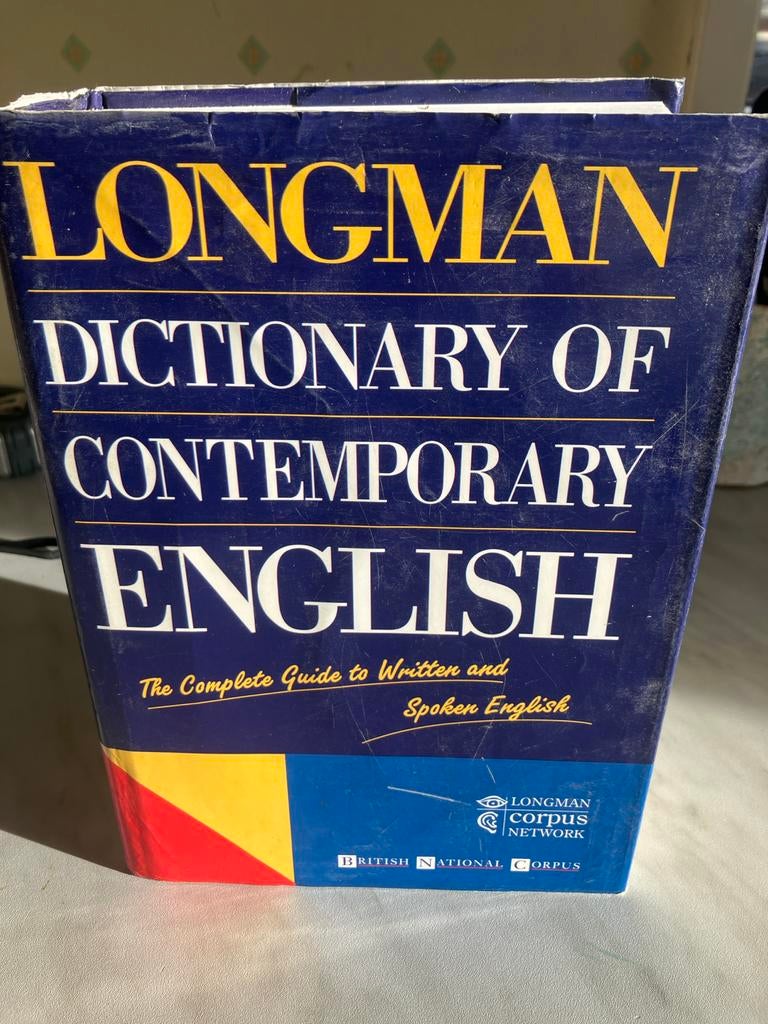 LONGMAN
DICTIONARY OF
CONTEMPORARY
ENGLISH
The Complete Guide to Written and
Spoken English
LONGMAN
corpus
NETWORK
BRITISH NATIONAL CORPUS